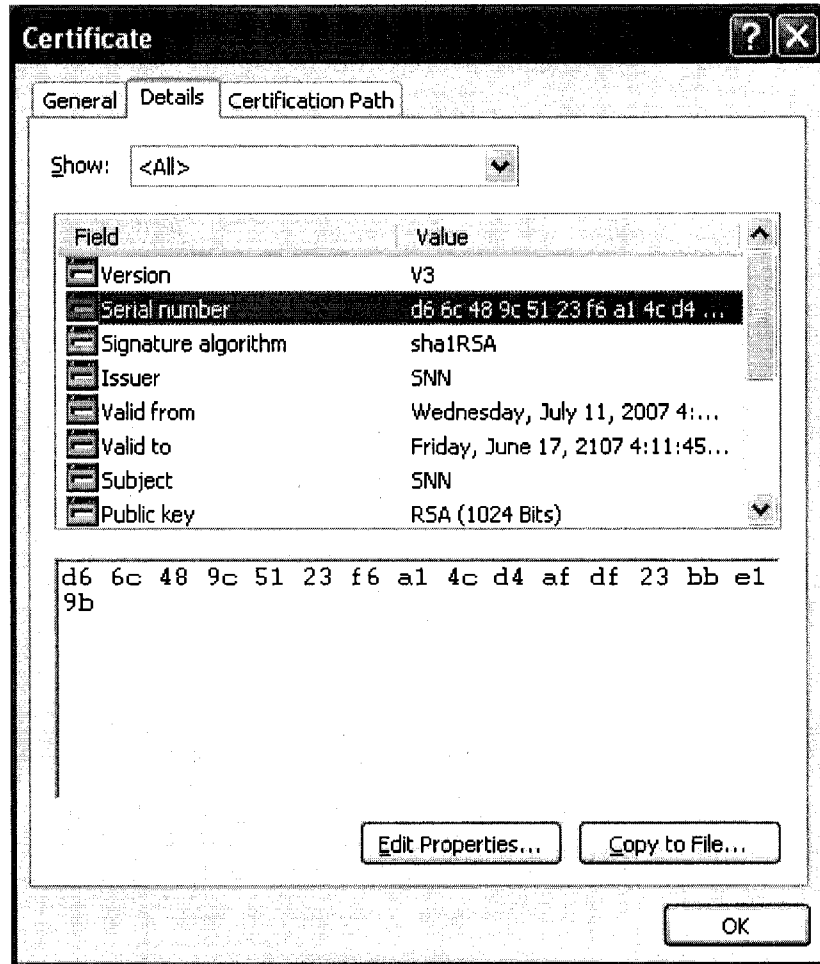 Certificate
General Details Certification Path
Show: <All>
Field Value
Version V3
Serial number d6 6c 48 9c 51 23 f6 a1 4c d4 ...
Signature algorithm sha1RSA
Issuer SNN
Valid from Wednesday, July 11, 2007 4:...
Valid to Friday, June 17, 2107 4:11:45...
Subject SNN
Public key RSA (1024 Bits)
d6 6c 48 9c 51 23 f6 a1 4c d4 af df 23 bb e1
9b
Edit Properties... Copy to File...
OK